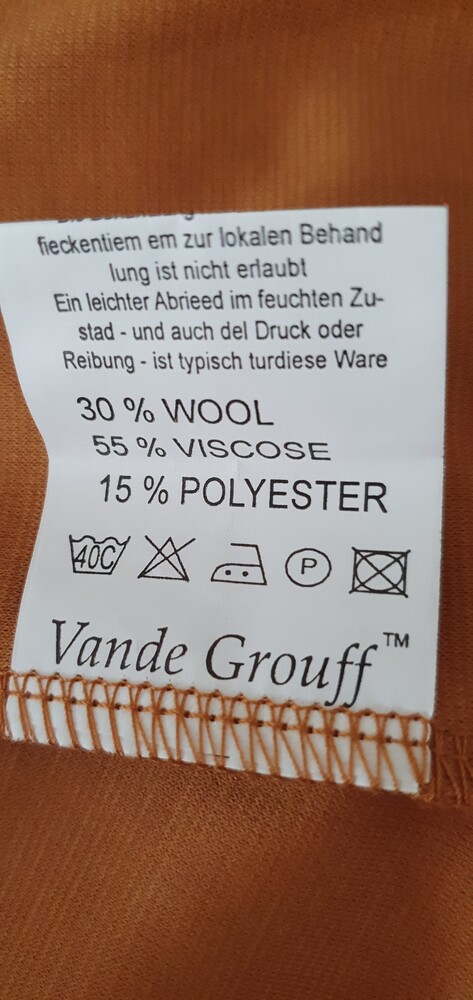 fieckentiem em zur lokalen Behand
lung ist nicht erlaubt
Ein leichter Abrieed im feuchten Zu-
stad - und auch del Druck oder
Reibung - ist typisch turdiese Ware
30 % WOOL
55 % VISCOSE
15 % POLYESTER
40C P
Vande Grouff™